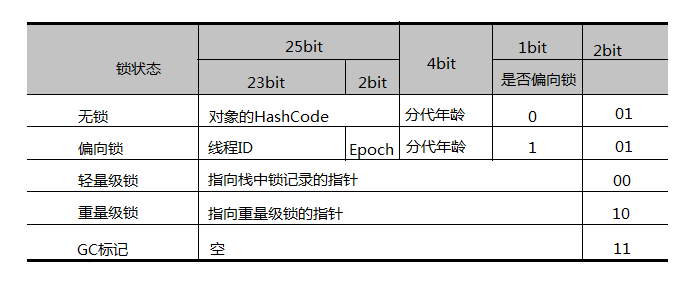 锁状态 25bit 4bit 1bit 2bit
23bit 2bit 是否偏向锁
无锁 对象的HashCode 分代年龄 0 01
偏向锁 线程ID Epoch 分代年龄 1 01
轻量级锁 指向栈中锁记录的指针 00
重量级锁 指向重量级锁的指针 10
GC标记 空 11